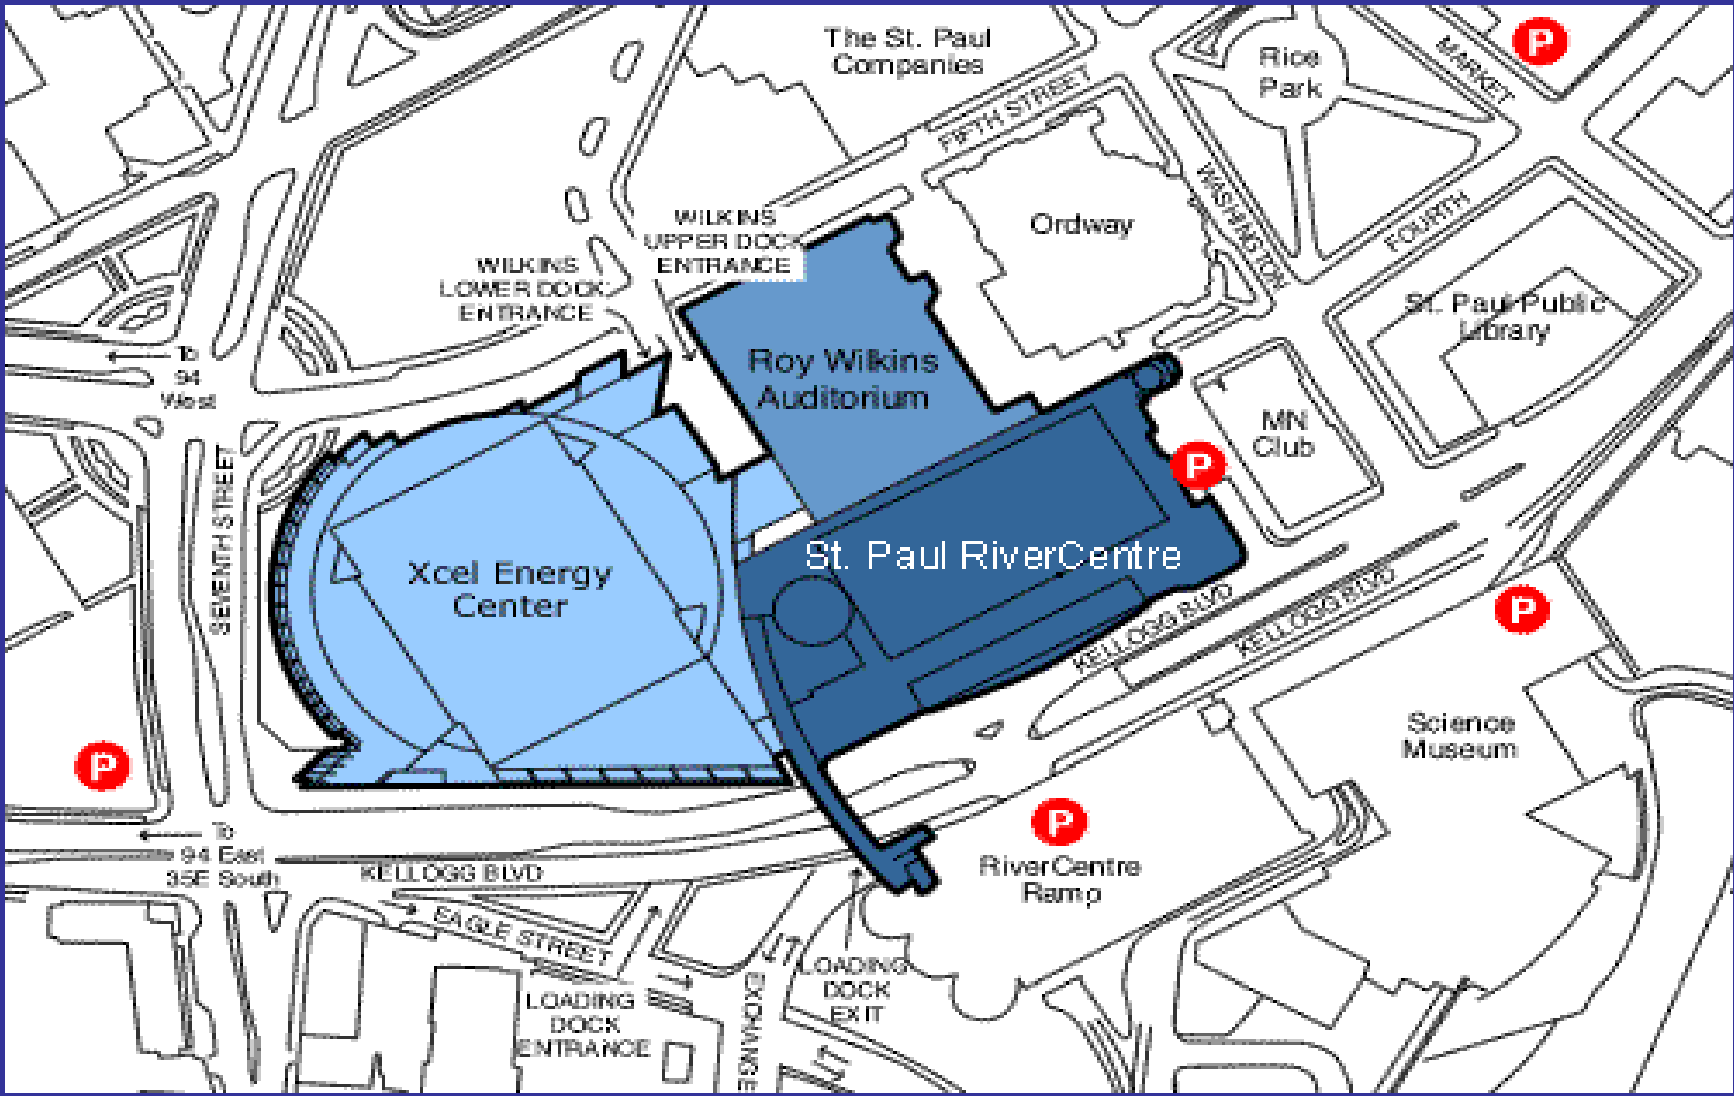 The St. Paul
Companies
Rice
Park
MARKET
P
FIFTH STREET
WASHINGTON
FOURTH
Ordway
WILKINS
UPPER DOCK
ENTRANCE
WILKINS
LOWER DOCK
ENTRANCE
St. Paul Public
Library
To
94
West
Roy Wilkins
Auditorium
MN
Club
P
SEVENTH STREET
Xcel Energy
Center
St. Paul RiverCentre
KELLOGG BLVD
KELLOGG BLVD
P
Science
Museum
P
P
RiverCentre
Ramp
To
94 East
35E South
KELLOGG BLVD
EAGLE STREET
LOADING
DOCK
ENTRANCE
EXCHANGE
LOADING
DOCK
EXIT